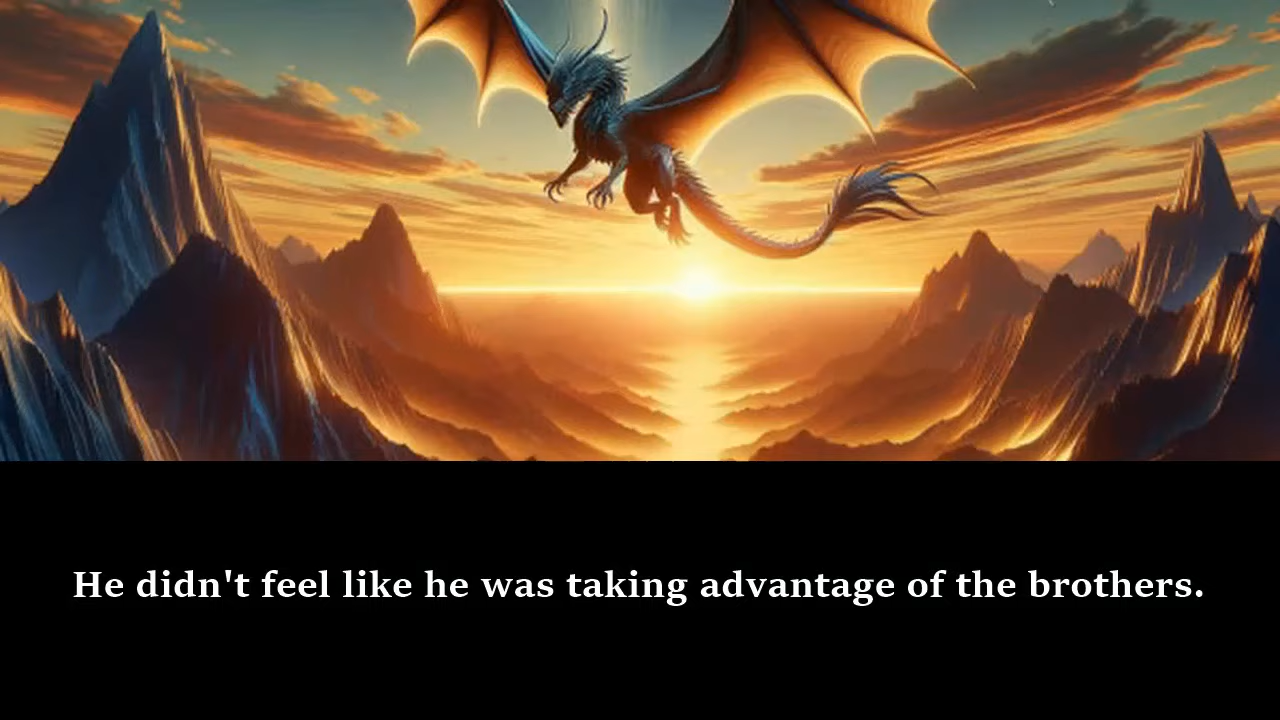 He didn't feel like he was taking advantage of the brothers.